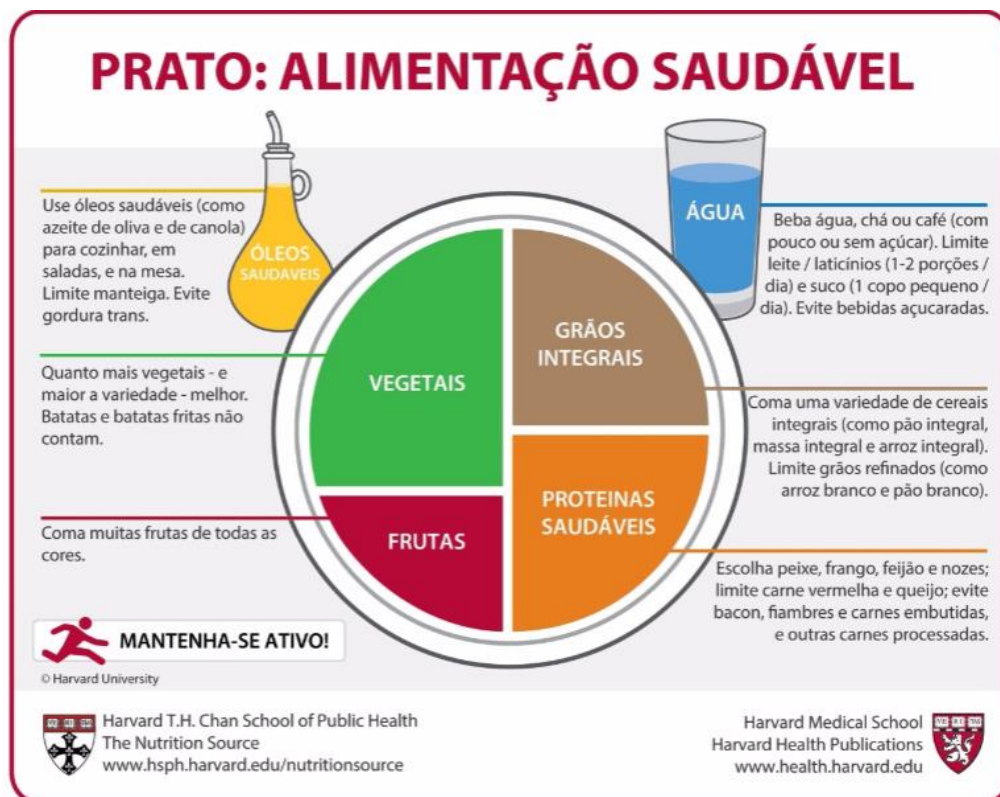 PRATO: ALIMENTAÇÃO SAUDÁVEL
Use óleos saudáveis (como
azeite de oliva e de canola)
para cozinhar, em
saladas, e na mesa.
Limite manteiga. Evite
gordura trans.
ÓLEOS
SAUDAVEIS
ÁGUA
Beba água, chá ou café (com
pouco ou sem açúcar). Limite
leite / laticínios (1-2 porções /
dia) e suco (1 copo pequeno /
dia). Evite bebidas açucaradas.
Quanto mais vegetais - e
maior a variedade - melhor.
Batatas e batatas fritas não
contam.
VEGETAIS
GRÃOS
INTEGRAIS
Coma uma variedade de cereais
integrais (como pão integral,
massa integral e arroz integral).
Limite grãos refinados (como
arroz branco e pão branco).
Coma muitas frutas de todas as
cores.
FRUTAS
PROTEINAS
SAUDÁVEIS
Escolha peixe, frango, feijão e nozes;
limite carne vermelha e queijo; evite
bacon, fiambres e carnes embutidas,
e outras carnes processadas.
MANTENHA-SE ATIVO!
© Harvard University
Harvard T.H. Chan School of Public Health
The Nutrition Source
www.hsph.harvard.edu/nutritionsource
Harvard Medical School
Harvard Health Publications
www.health.harvard.edu